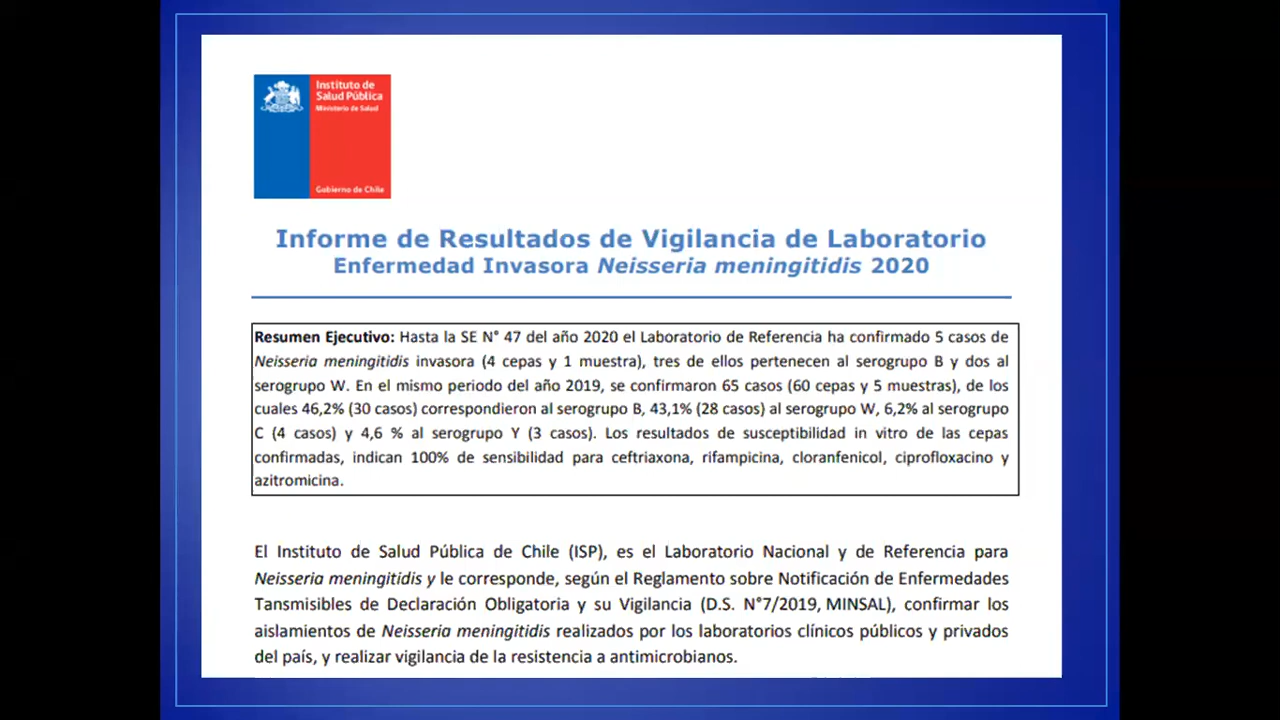 Instituto de
Salud Pública
Ministerio de Salud
Gobierno de Chile
Informe de Resultados de Vigilancia de Laboratorio
Enfermedad Invasora Neisseria meningitidis 2020
Resumen Ejecutivo: Hasta la SE N° 47 del año 2020 el Laboratorio de Referencia ha confirmado 5 casos de
Neisseria meningitidis invasora (4 cepas y 1 muestra), tres de ellos pertenecen al serogrupo B y dos al
serogrupo W. En el mismo periodo del año 2019, se confirmaron 65 casos (60 cepas y 5 muestras), de los
cuales 46,2% (30 casos) correspondieron al serogrupo B, 43,1% (28 casos) al serogrupo W, 6,2% al serogrupo
C (4 casos) y 4,6 % al serogrupo Y (3 casos). Los resultados de susceptibilidad in vitro de las cepas
confirmadas, indican 100% de sensibilidad para ceftriaxona, rifampicina, cloranfenicol, ciprofloxacino y
azitromicina.
El Instituto de Salud Pública de Chile (ISP), es el Laboratorio Nacional y de Referencia para
Neisseria meningitidis y le corresponde, según el Reglamento sobre Notificación de Enfermedades
Tansmisibles de Declaración Obligatoria y su Vigilancia (D.S. N°7/2019, MINSAL), confirmar los
aislamientos de Neisseria meningitidis realizados por los laboratorios clínicos públicos y privados
del país, y realizar vigilancia de la resistencia a antimicrobianos.